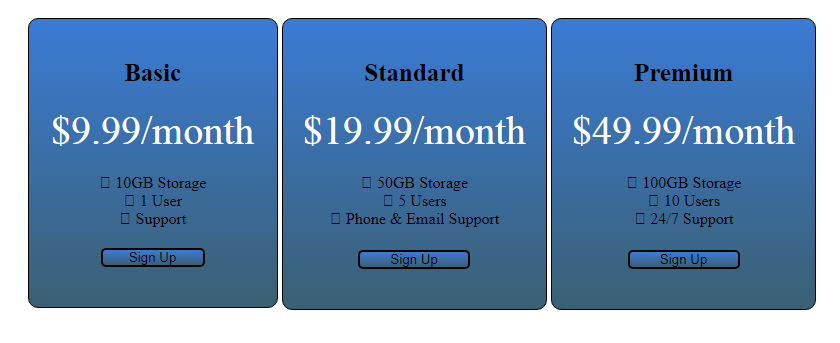 Basic
$9.99/month
10GB Storage
1 User
Support
Sign Up
Standard
$19.99/month
50GB Storage
5 Users
Phone & Email Support
Sign Up
Premium
$49.99/month
100GB Storage
10 Users
24/7 Support
Sign Up